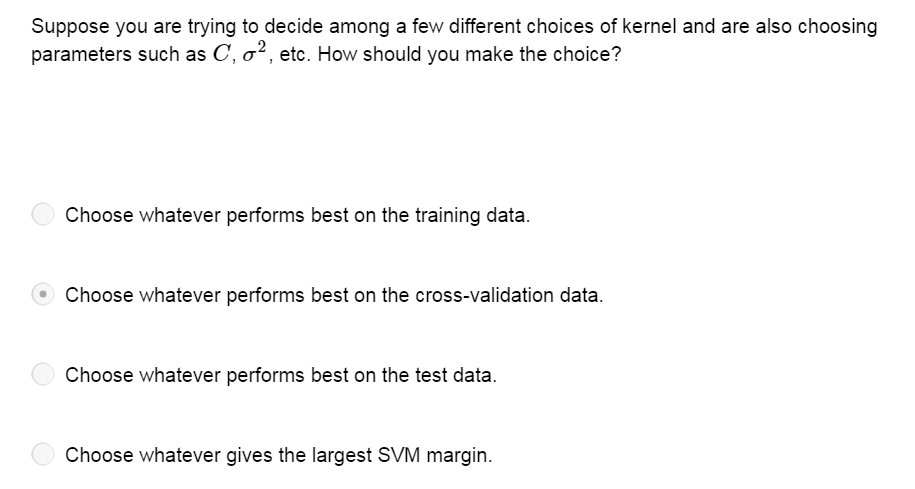 Suppose you are trying to decide among a few different choices of kernel and are also choosing
parameters such as C, σ², etc. How should you make the choice?
Choose whatever performs best on the training data.
Choose whatever performs best on the cross-validation data.
Choose whatever performs best on the test data.
Choose whatever gives the largest SVM margin.